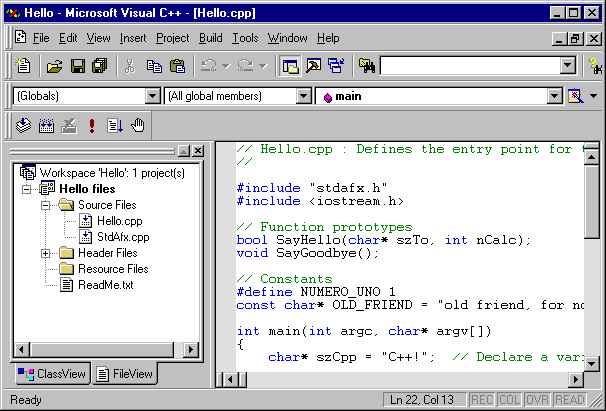 Hello - Microsoft Visual C++ - [Hello.cpp]
File Edit View Insert Project Build Tools Window Help
(Globals) (All global members) main
Workspace 'Hello': 1 project(s)
Hello files
Source Files
Hello.cpp
StdAfx.cpp
Header Files
Resource Files
ReadMe.txt
ClassView FileView
// Hello.cpp : Defines the entry point for
//
#include "stdafx.h"
#include <iostream.h>
// Function prototypes
bool SayHello(char* szTo, int nCalc);
void SayGoodbye();
// Constants
#define NUMERO_UNO 1
const char* OLD_FRIEND = "old friend, for no
int main(int argc, char* argv[])
{
char* szCpp = "C++!"; // Declare a vari
Ready Ln 22, Col 13 REC COL OVR READ